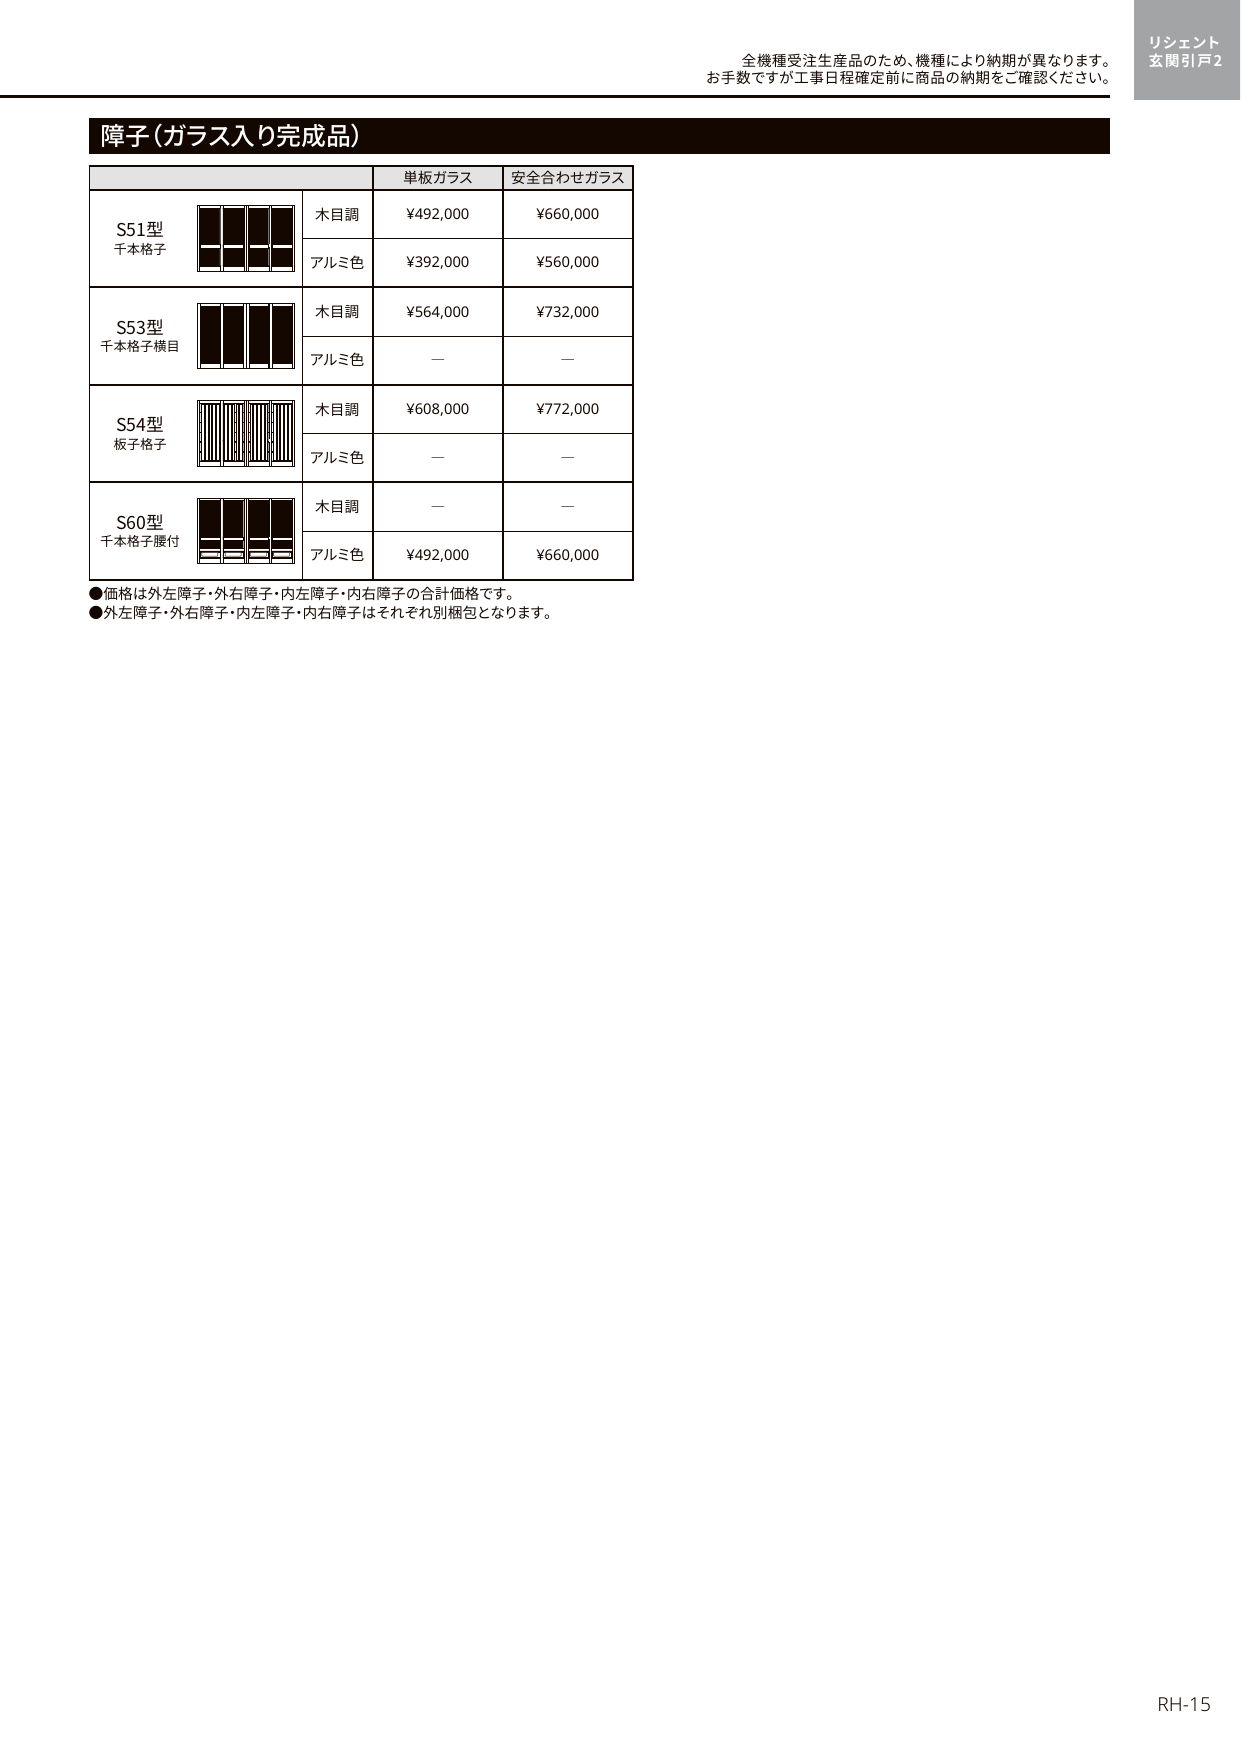 リシェント
玄関引戸2
全機種受注生産品のため、機種により納期が異なります。
お手数ですが工事日程確定前に商品の納期をご確認ください。
障子（ガラス入り完成品）
単板ガラス 安全合わせガラス
S51型
千本格子
木目調 ¥492,000 ¥660,000
アルミ色 ¥392,000 ¥560,000
S53型
千本格子横目
木目調 ¥564,000 ¥732,000
アルミ色 — —
S54型
板子格子
木目調 ¥608,000 ¥772,000
アルミ色 — —
S60型
千本格子腰付
木目調 — —
アルミ色 ¥492,000 ¥660,000
●価格は外左障子・外右障子・内左障子・内右障子の合計価格です。
●外左障子・外右障子・内左障子・内右障子はそれぞれ別梱包となります。
RH-15